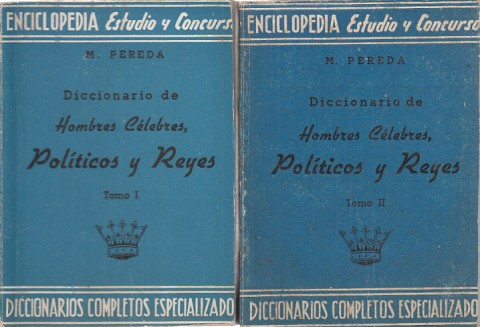 ENCICLOPEDIA Estudio y Concurso
M. PEREDA
Diccionario de
Hombres Célebres,
Políticos y Reyes
Tomo I
DICCIONARIOS COMPLETOS ESPECIALIZADO
ENCICLOPEDIA Estudio y Concurso
M. PEREDA
Diccionario de
Hombres Célebres,
Políticos y Reyes
Tomo II
DICCIONARIOS COMPLETOS ESPECIALIZADO